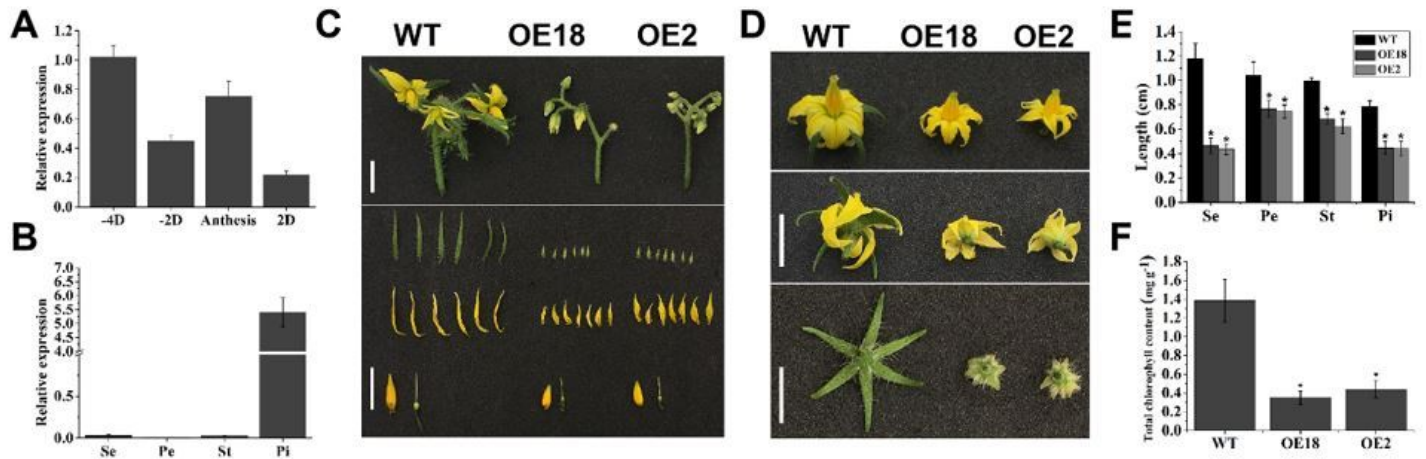 A
Relative expression
1.2
1.0
0.8
0.6
0.4
0.2
0.0
-4D -2D Anthesis 2D
B
Relative expression
7.0
6.5
6.0
5.5
5.0
4.5
4.0
0.5
0.0
Se Pe St Pi
C
WT OE18 OE2
D
WT OE18 OE2
E
Length (cm)
1.4
1.2
1.0
0.8
0.6
0.4
0.2
0.0
WT
OE18
OE2
* * * * * * * *
Se Pe St Pi
F
Total chlorophyll content (mg g-1)
1.8
1.6
1.4
1.2
1.0
0.8
0.6
0.4
0.2
0.0
* *
WT OE18 OE2